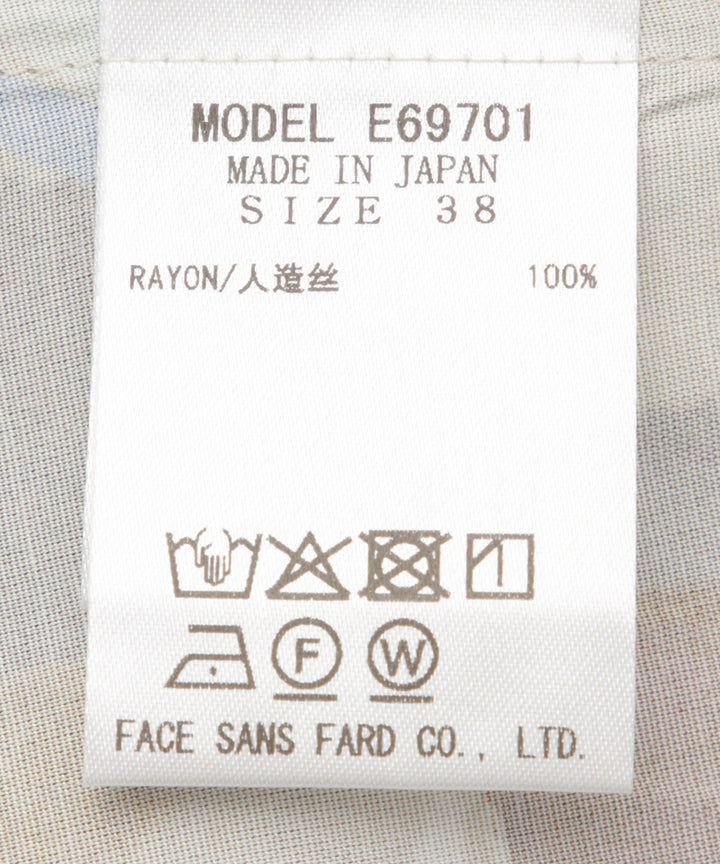 MODEL E69701
MADE IN JAPAN
SIZE 38
RAYON/人造丝 100%
F W
FACE SANS FARD CO., LTD.